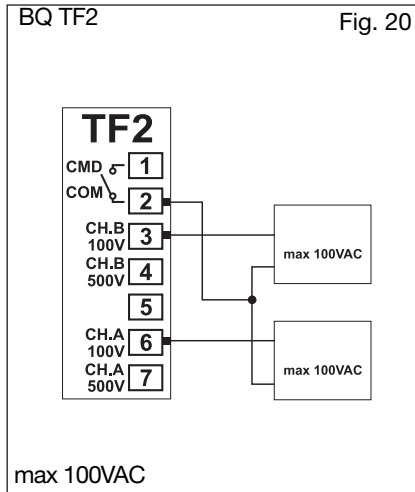 BQ TF2
Fig. 20
TF2
CMD
1
COM
2
CH.B
100V
3
CH.B
500V
4
5
CH.A
100V
6
CH.A
500V
7
max 100VAC
max 100VAC
max 100VAC